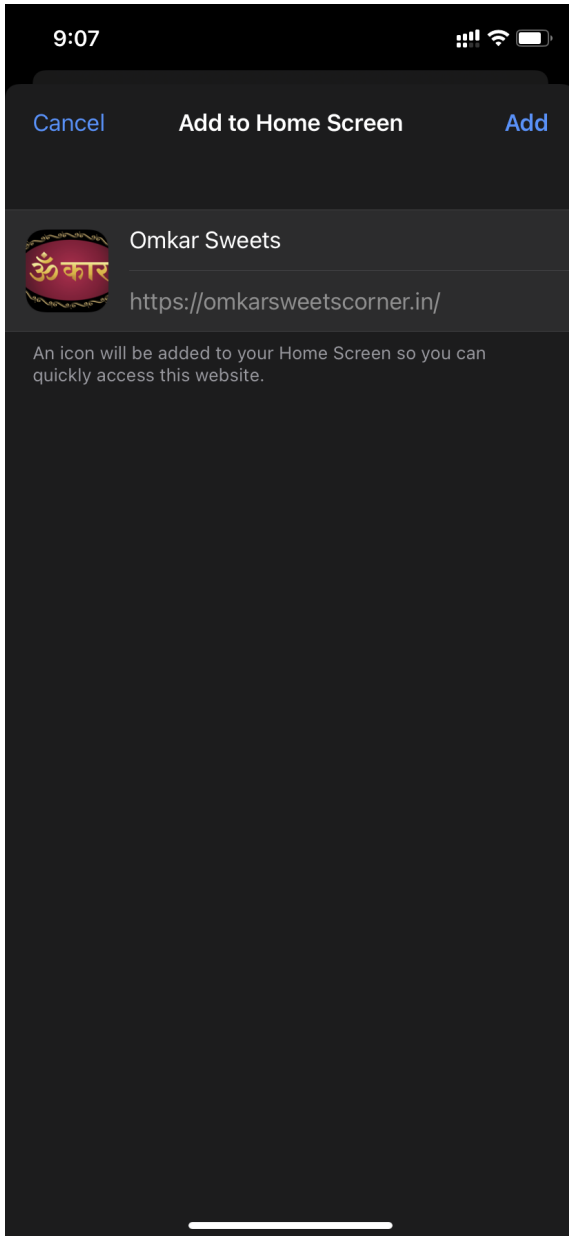 9:07
Cancel
Add to Home Screen
Add
Omkar Sweets
ॐ कार
https://omkarsweetscorner.in/
An icon will be added to your Home Screen so you can
quickly access this website.